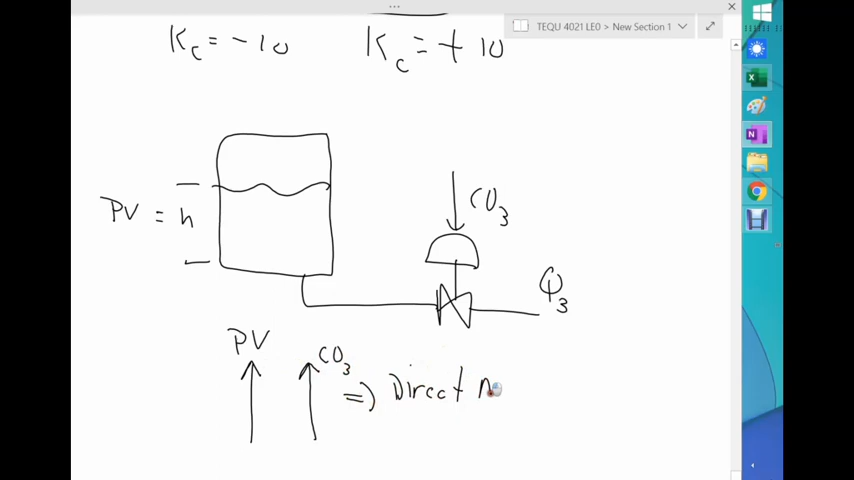 TEQU 4021 LE0 > New Section 1
Kc = -10
Kc = +10
CO3
PV = h
Q3
PV
CO3
=> Direct